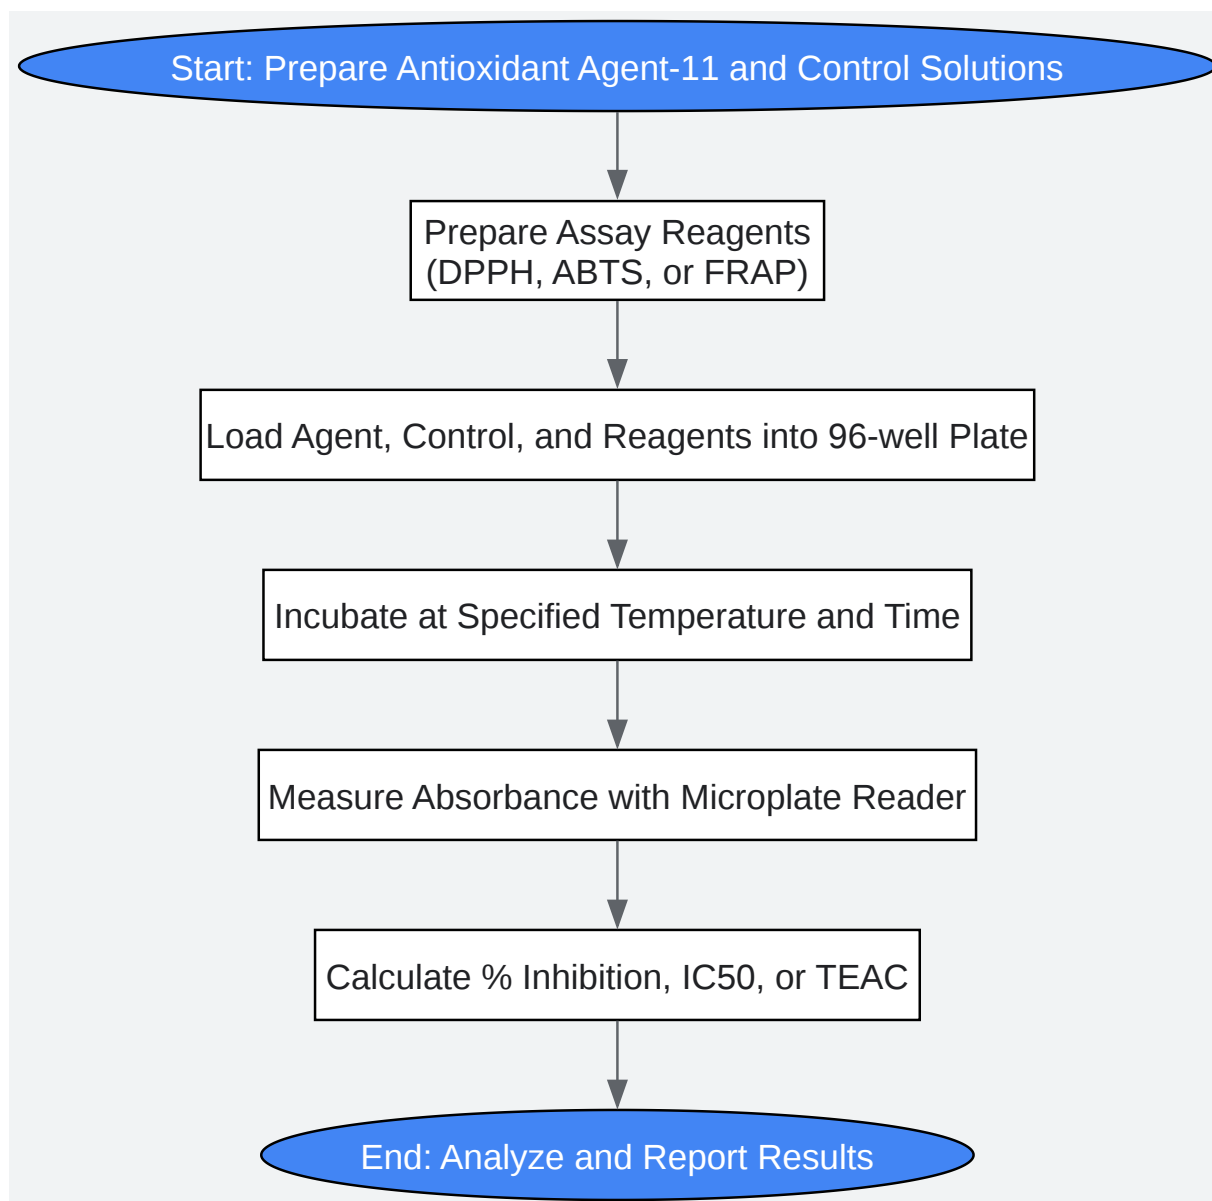 Start: Prepare Antioxidant Agent-11 and Control Solutions
Prepare Assay Reagents
(DPPH, ABTS, or FRAP)
Load Agent, Control, and Reagents into 96-well Plate
Incubate at Specified Temperature and Time
Measure Absorbance with Microplate Reader
Calculate % Inhibition, IC50, or TEAC
End: Analyze and Report Results